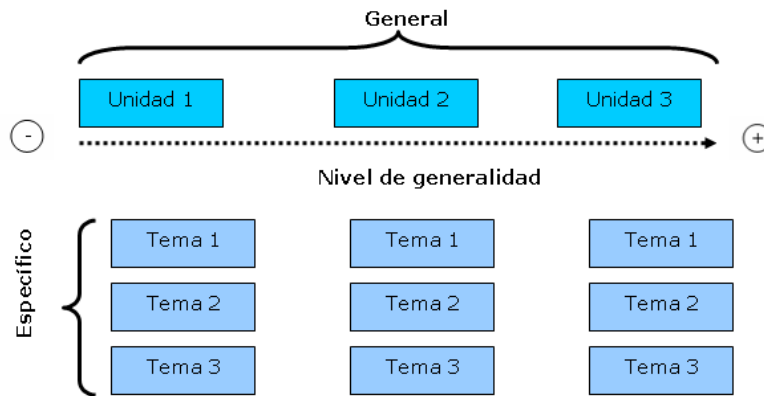 General
Unidad 1
Unidad 2
Unidad 3
-
+
Nivel de generalidad
Específico
Tema 1
Tema 1
Tema 1
Tema 2
Tema 2
Tema 2
Tema 3
Tema 3
Tema 3